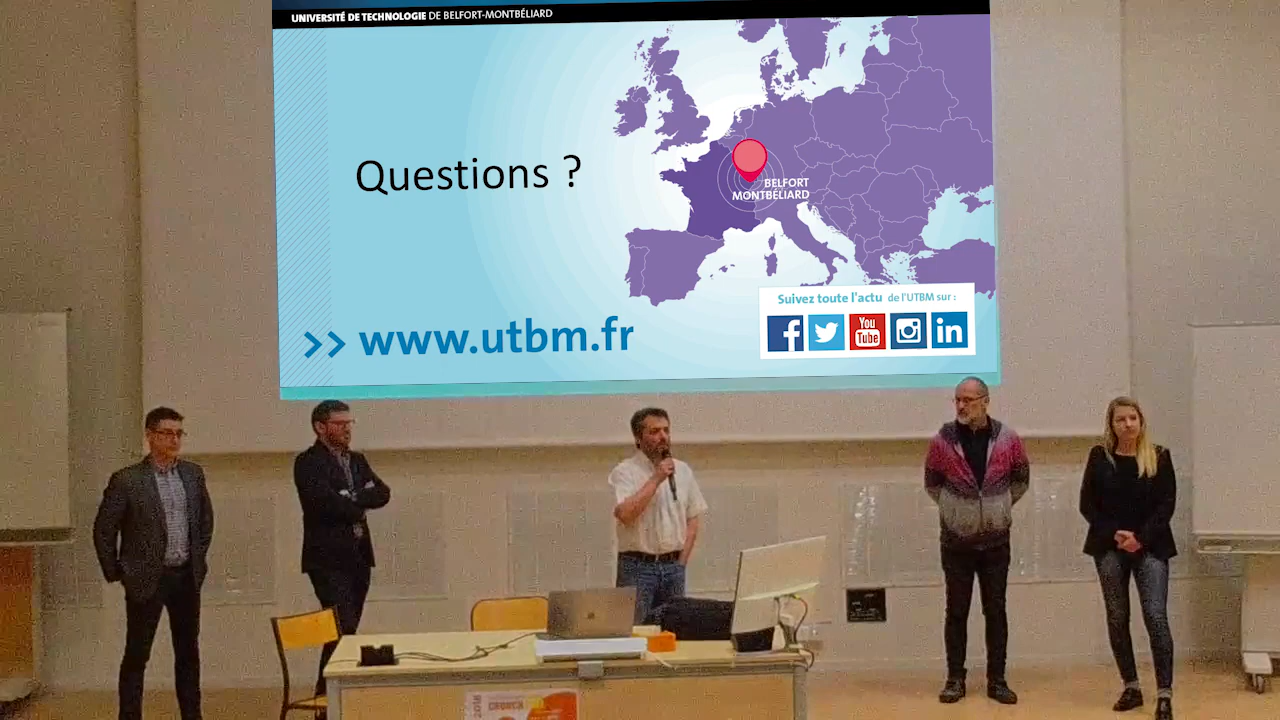 UNIVERSITÉ DE TECHNOLOGIE DE BELFORT-MONTBÉLIARD
Questions ?
BELFORT
MONTBÉLIARD
>> www.utbm.fr
Suivez toute l'actu de l'UTBM sur :
You
Tube
in